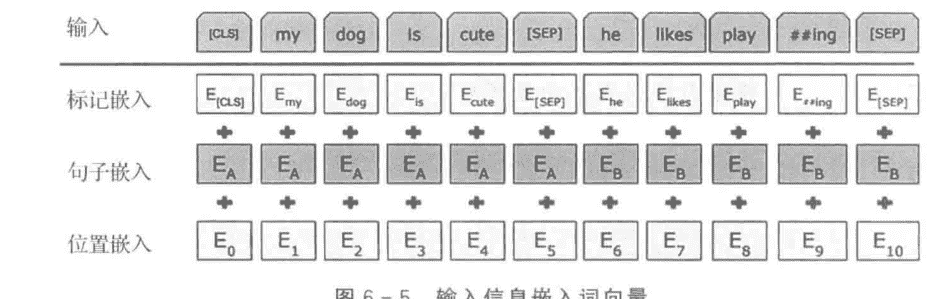 输入 [CLS] my dog is cute [SEP] he likes play ##ing [SEP]
标记嵌入 E[CLS] Emy Edog Eis Ecute E[SEP] Ehe Elikes Eplay E##ing E[SEP]
+ + + + + + + + + + +
句子嵌入 EA EA EA EA EA EA EB EB EB EB EB
+ + + + + + + + + + +
位置嵌入 E0 E1 E2 E3 E4 E5 E6 E7 E8 E9 E10
图 6-5 输入信息嵌入词向量